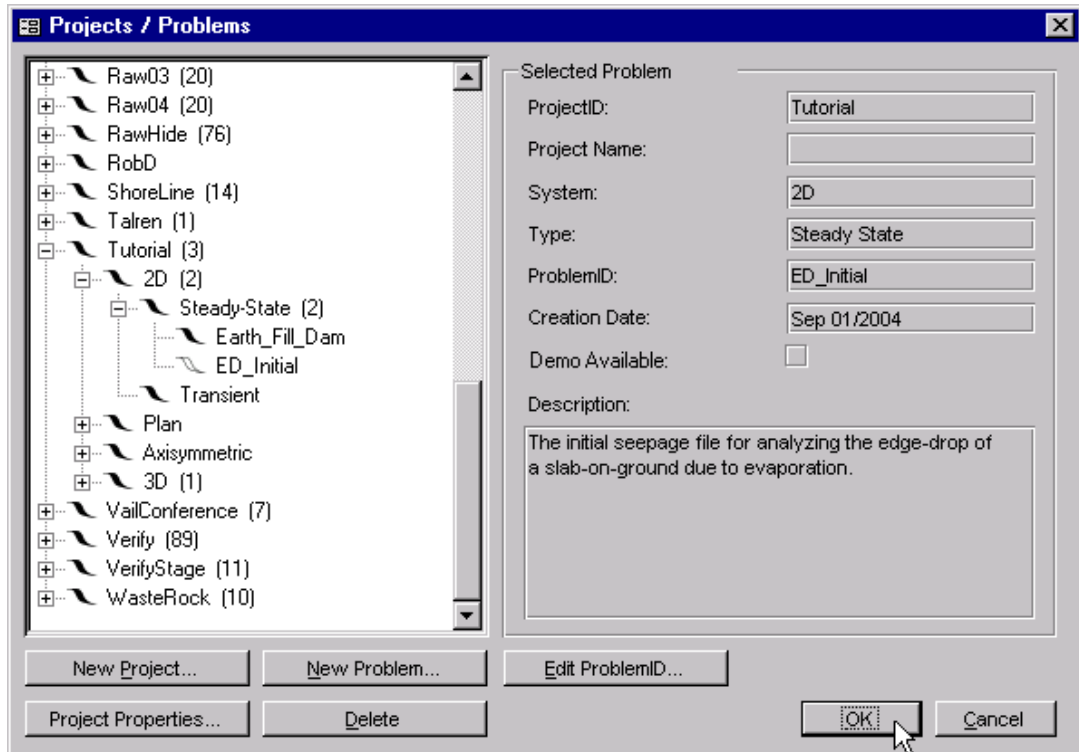 Projects / Problems
Raw03 (20)
Raw04 (20)
RawHide (76)
RobD
ShoreLine (14)
Talren (1)
Tutorial (3)
2D (2)
Steady-State (2)
Earth_Fill_Dam
ED_Initial
Transient
Plan
Axisymmetric
3D (1)
VailConference (7)
Verify (89)
VerifyStage (11)
WasteRock (10)
Selected Problem
ProjectID: Tutorial
Project Name:
System: 2D
Type: Steady State
ProblemID: ED_Initial
Creation Date: Sep 01/2004
Demo Available:
Description:
The initial seepage file for analyzing the edge-drop of
a slab-on-ground due to evaporation.
New Project... New Problem... Edit ProblemID...
Project Properties... Delete OK Cancel